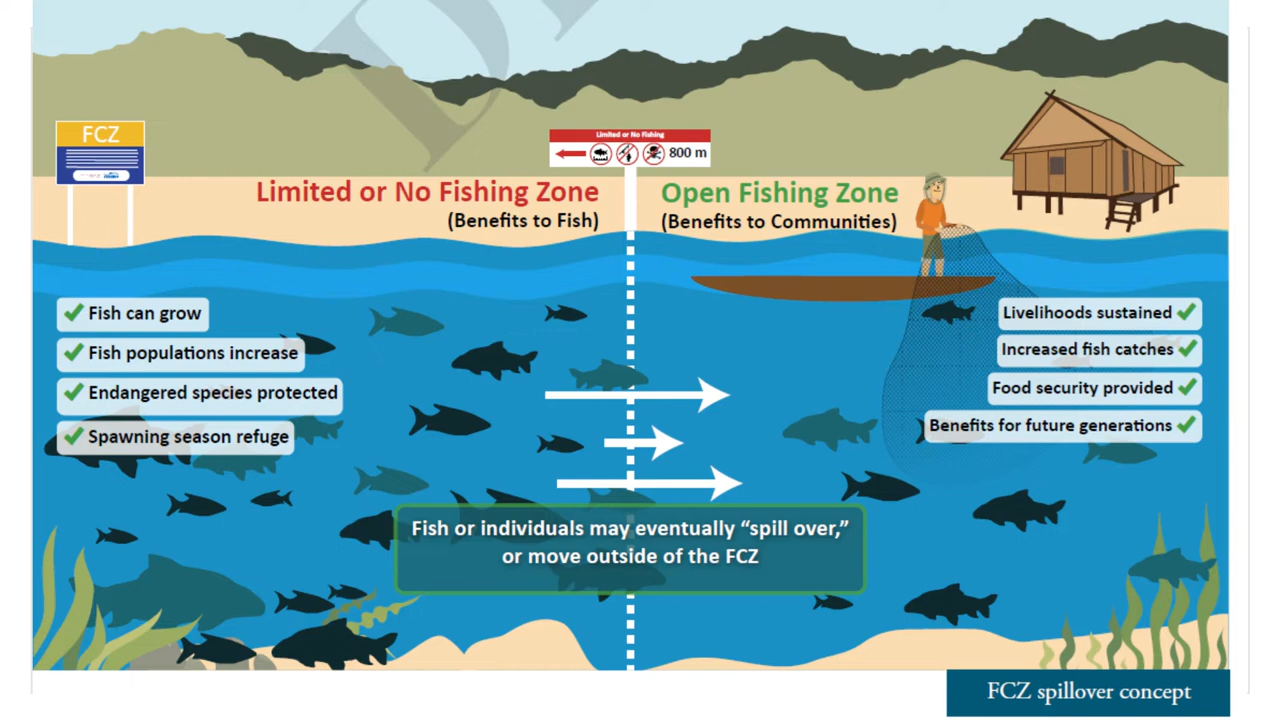 FCZ
Limited or No Fishing
800 m
Limited or No Fishing Zone
(Benefits to Fish)
Open Fishing Zone
(Benefits to Communities)
Fish can grow
Fish populations increase
Endangered species protected
Spawning season refuge
Livelihoods sustained
Increased fish catches
Food security provided
Benefits for future generations
Fish or individuals may eventually “spill over,”
or move outside of the FCZ
FCZ spillover concept